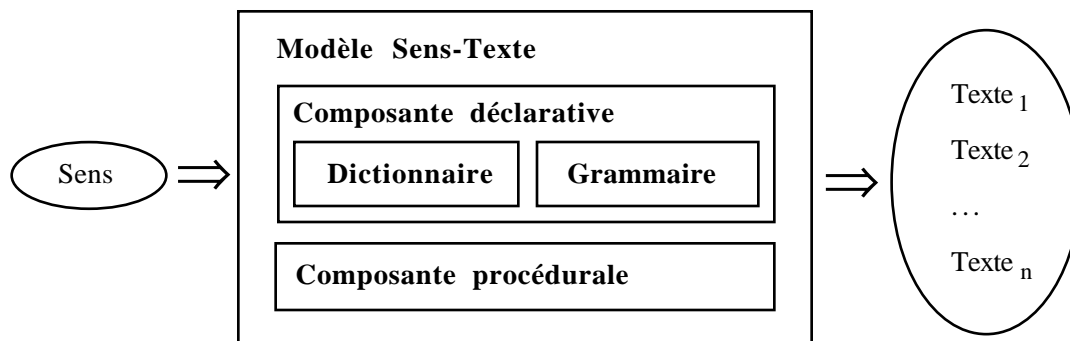 Modèle Sens-Texte
Composante déclarative
Dictionnaire
Grammaire
Composante procédurale
Sens
Texte 1
Texte 2
...
Texte n